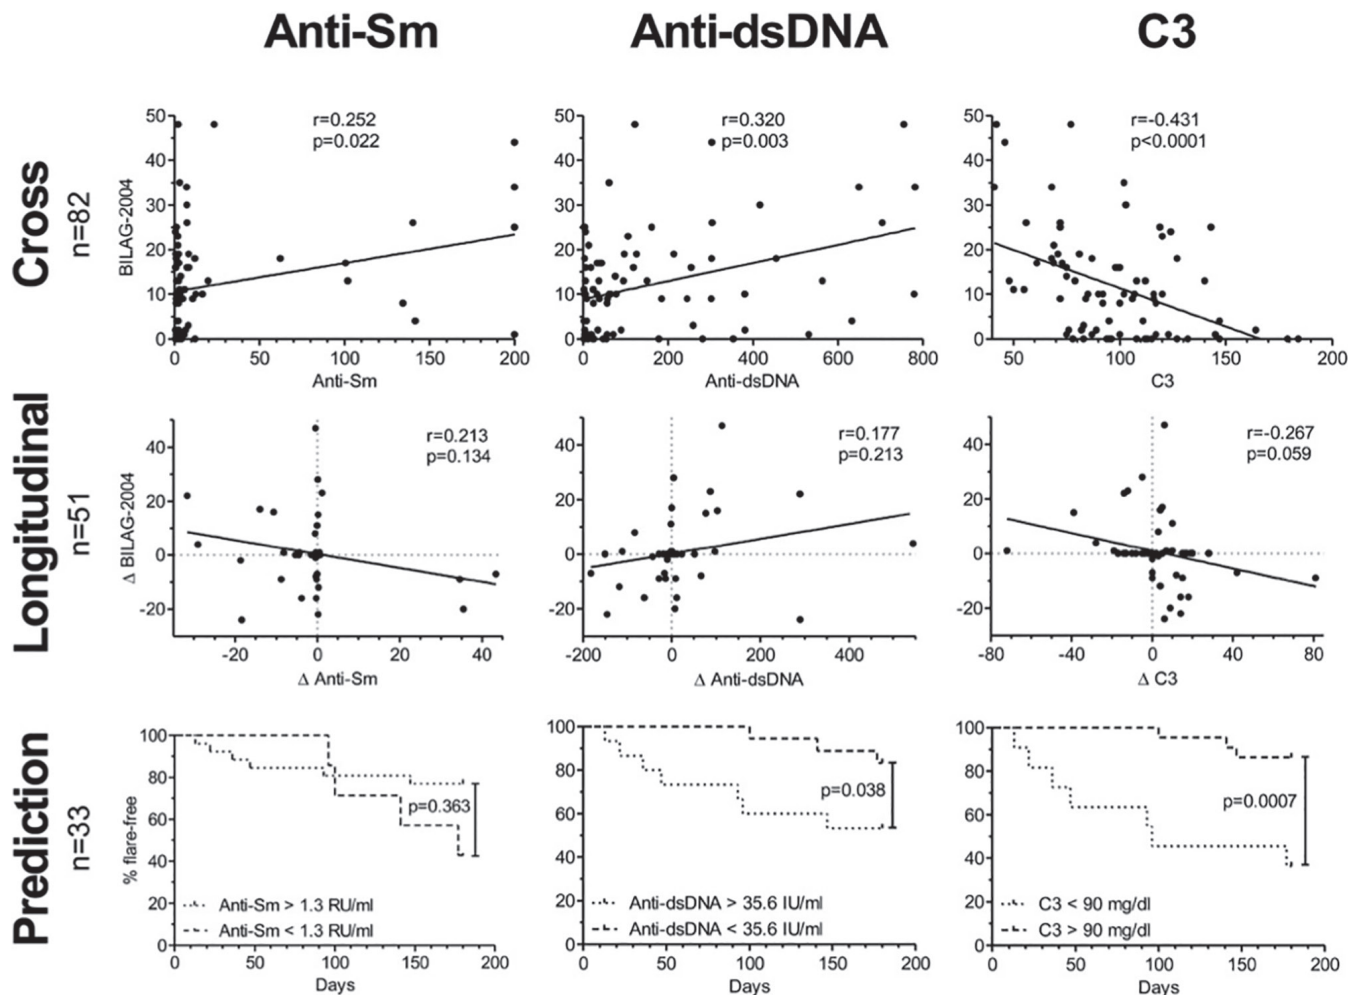 Anti-Sm Anti-dsDNA C3
Cross
n=82
BILAG-2004
50
40
30
20
10
0
r=0.252
p=0.022
0 50 100 150 200
Anti-Sm
50
40
30
20
10
0
r=0.320
p=0.003
0 200 400 600 800
Anti-dsDNA
50
40
30
20
10
0
r=-0.431
p<0.0001
50 100 150 200
C3
Longitudinal
n=51
Δ BILAG-2004
40
20
0
-20
r=0.213
p=0.134
-20 0 20 40
Δ Anti-Sm
40
20
0
-20
r=0.177
p=0.213
-200 0 200 400
Δ Anti-dsDNA
40
20
0
-20
r=-0.267
p=0.059
-80 -40 0 40 80
Δ C3
Prediction
n=33
% flare-free
100
80
60
40
20
0
p=0.363
Anti-Sm > 1.3 RU/ml
Anti-Sm < 1.3 RU/ml
0 50 100 150 200
Days
100
80
60
40
20
0
p=0.038
Anti-dsDNA > 35.6 IU/ml
Anti-dsDNA < 35.6 IU/ml
0 50 100 150 200
Days
100
80
60
40
20
0
p=0.0007
C3 < 90 mg/dl
C3 > 90 mg/dl
0 50 100 150 200
Days